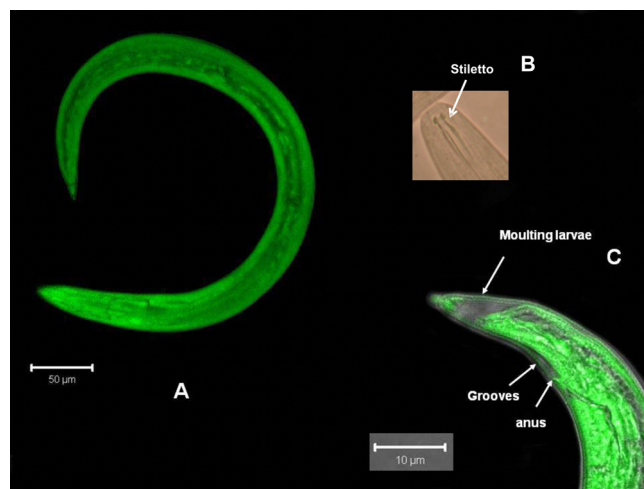 B
Stiletto
Moulting larvae
C
50 µm
A
Grooves
anus
10 µm